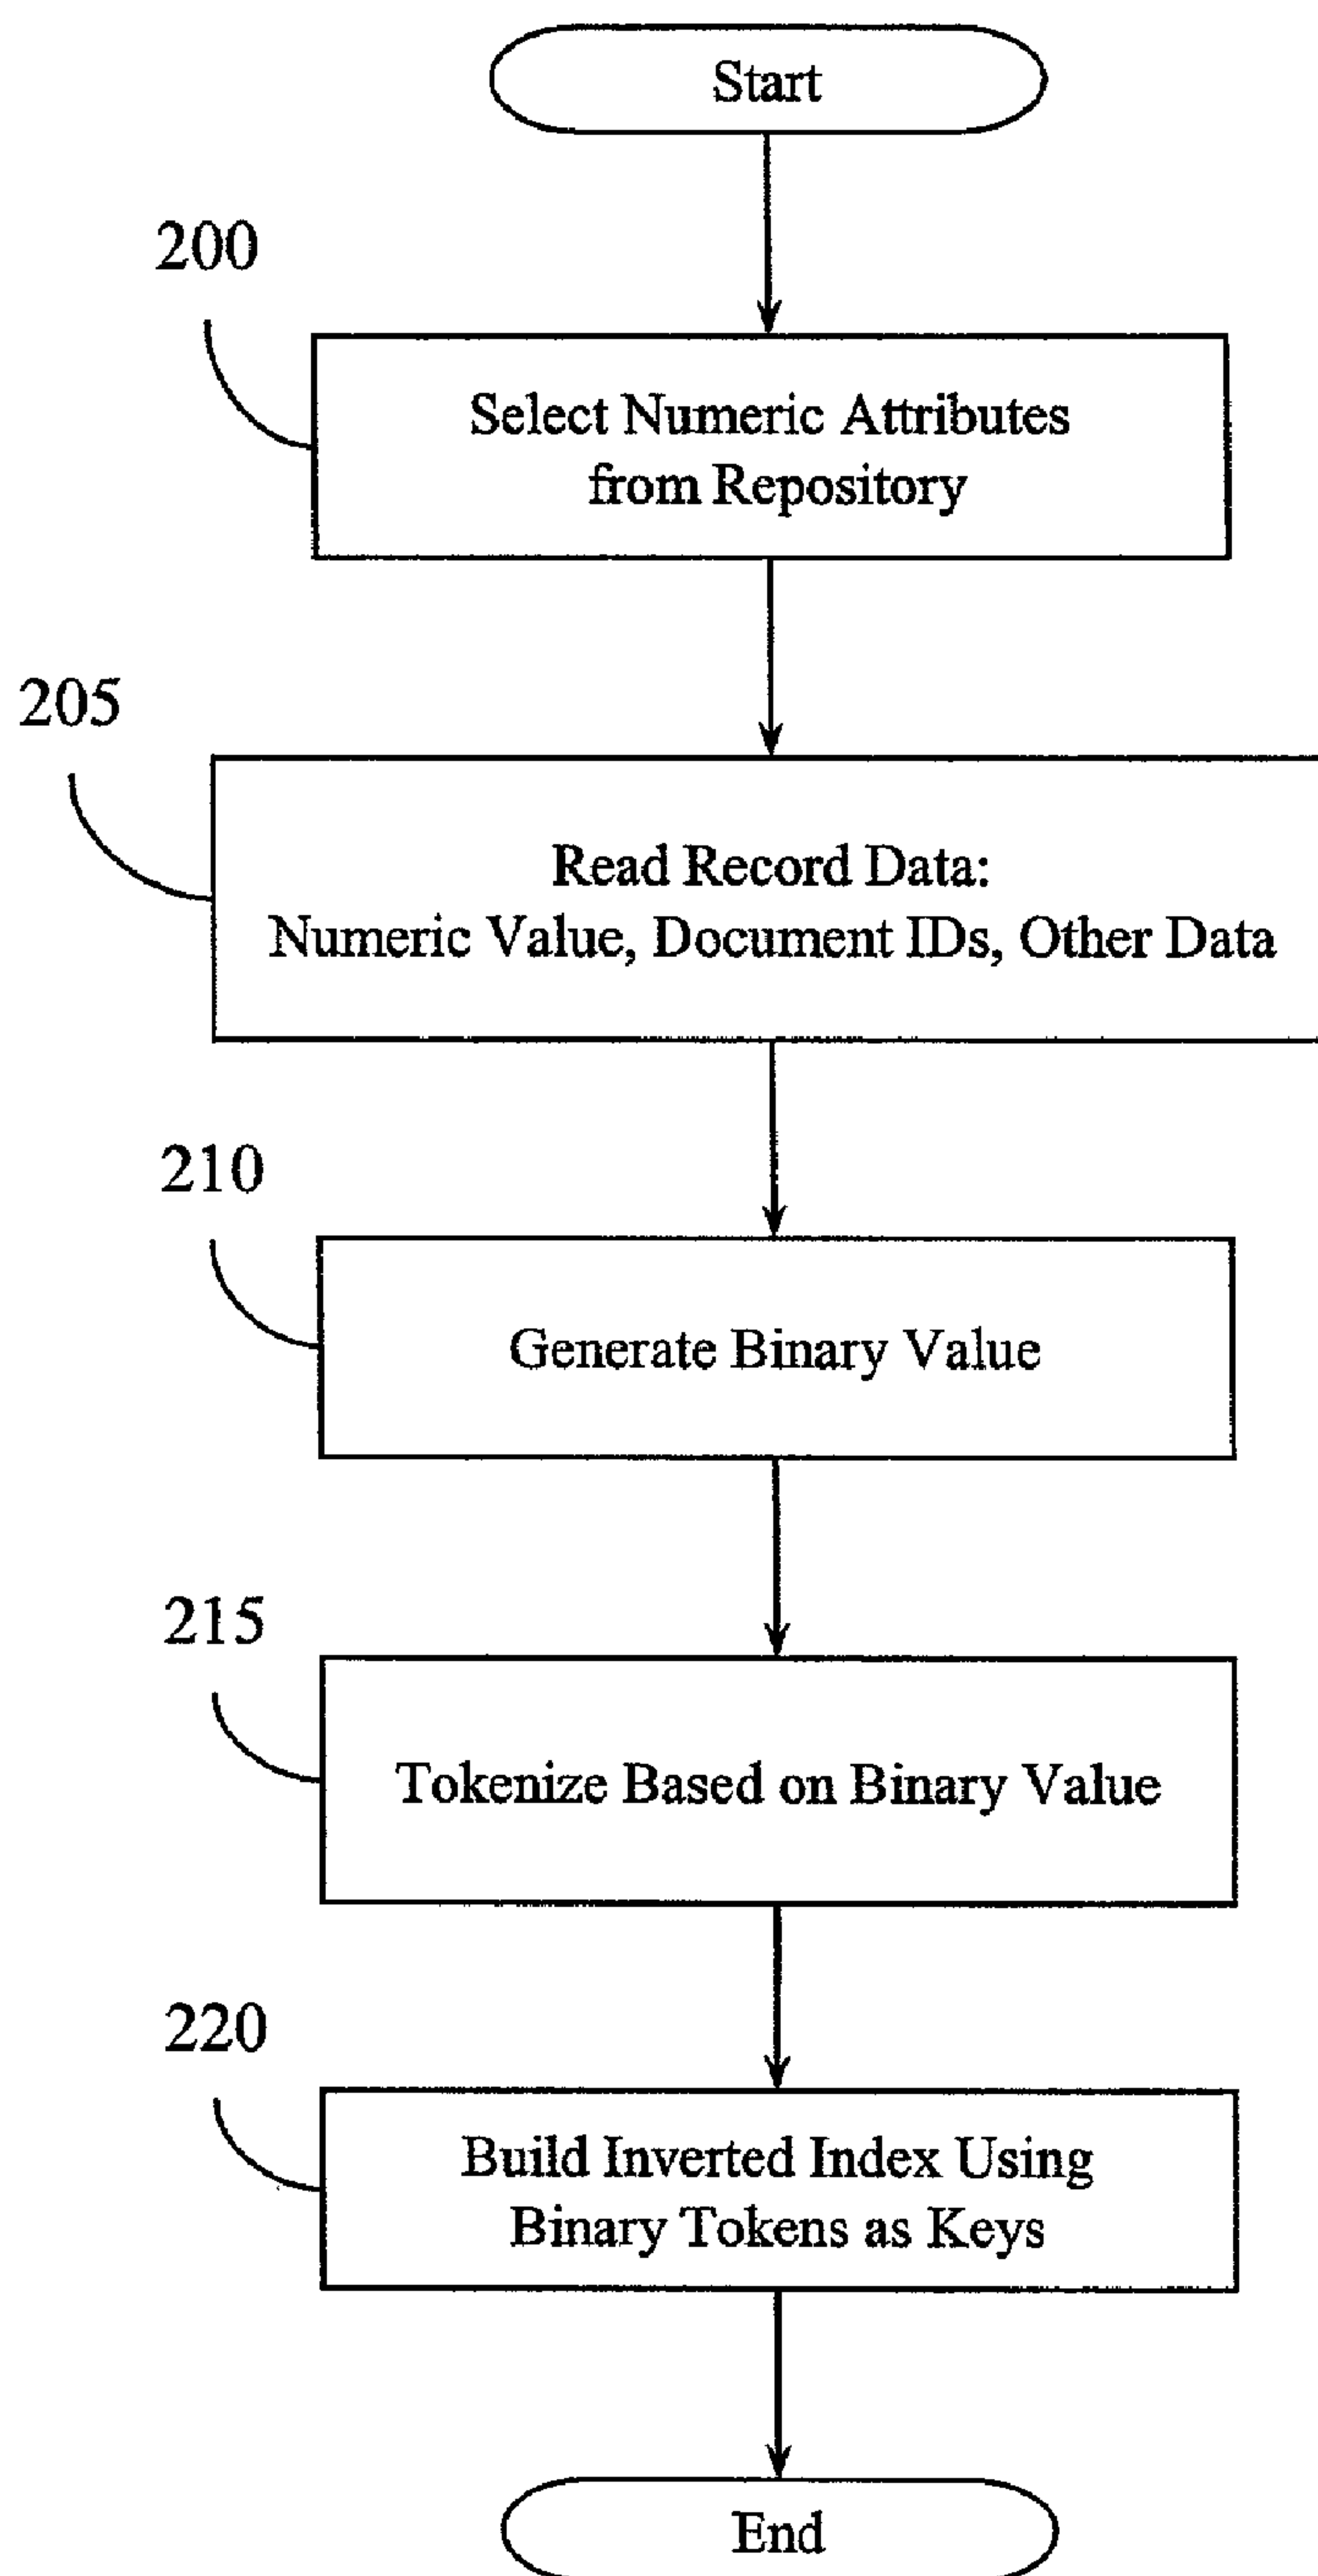 Start
200
Select Numeric Attributes
from Repository
205
Read Record Data:
Numeric Value, Document IDs, Other Data
210
Generate Binary Value
215
Tokenize Based on Binary Value
220
Build Inverted Index Using
Binary Tokens as Keys
End